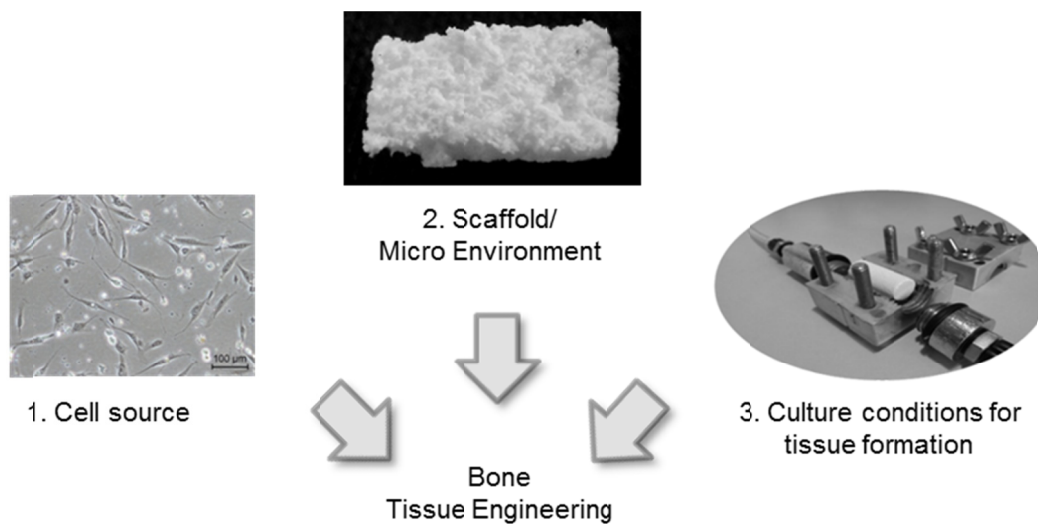 2. Scaffold/
Micro Environment
100 µm
1. Cell source
3. Culture conditions for
tissue formation
Bone
Tissue Engineering